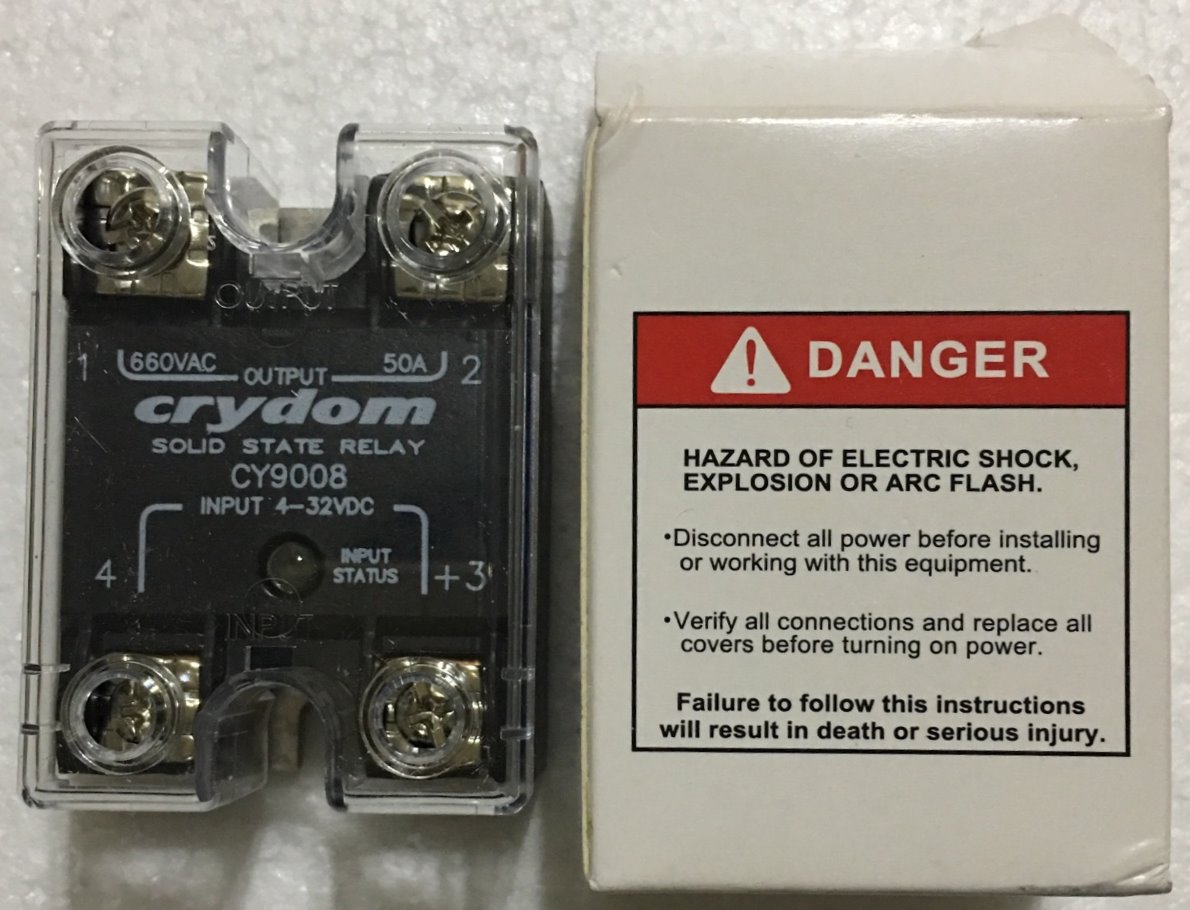 OUTPUT
1 660VAC OUTPUT 50A 2
crydom
SOLID STATE RELAY
CY9008
INPUT 4-32VDC
INPUT
STATUS
4 +3
INPUT
DANGER
HAZARD OF ELECTRIC SHOCK,
EXPLOSION OR ARC FLASH.
•Disconnect all power before installing
or working with this equipment.
•Verify all connections and replace all
covers before turning on power.
Failure to follow this instructions
will result in death or serious injury.